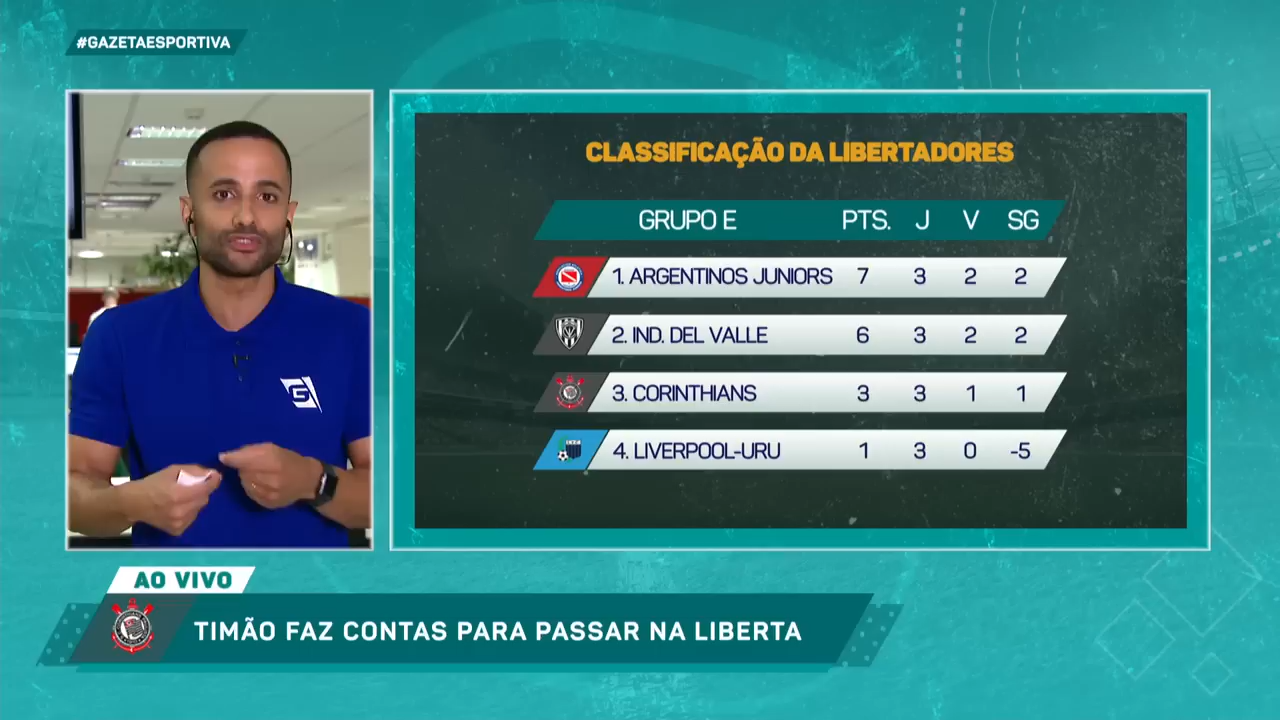 #GAZETAESPORTIVA
CLASSIFICAÇÃO DA LIBERTADORES
GRUPO E PTS. J V SG
1. ARGENTINOS JUNIORS 7 3 2 2
2. IND. DEL VALLE 6 3 2 2
3. CORINTHIANS 3 3 1 1
4. LIVERPOOL-URU 1 3 0 -5
G
AO VIVO
TIMÃO FAZ CONTAS PARA PASSAR NA LIBERTA